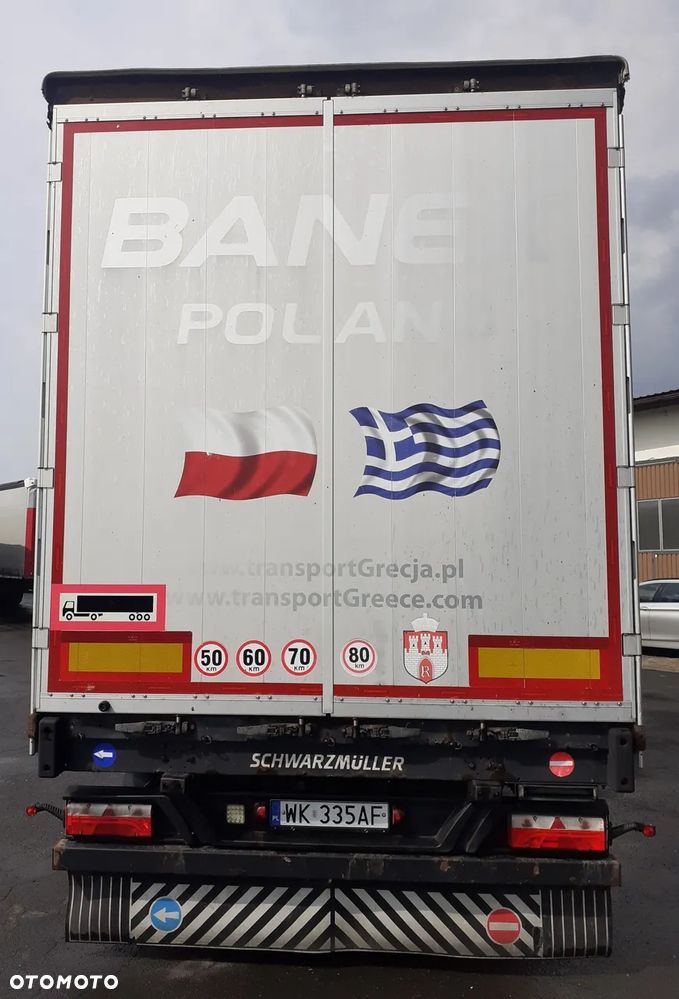 BANE
POLAN
www.transportGrecja.pl
www.transportGreece.com
50 km 60 km 70 km 80 km
R
SCHWARZMÜLLER
PL WK 335AF
OTOMOTO